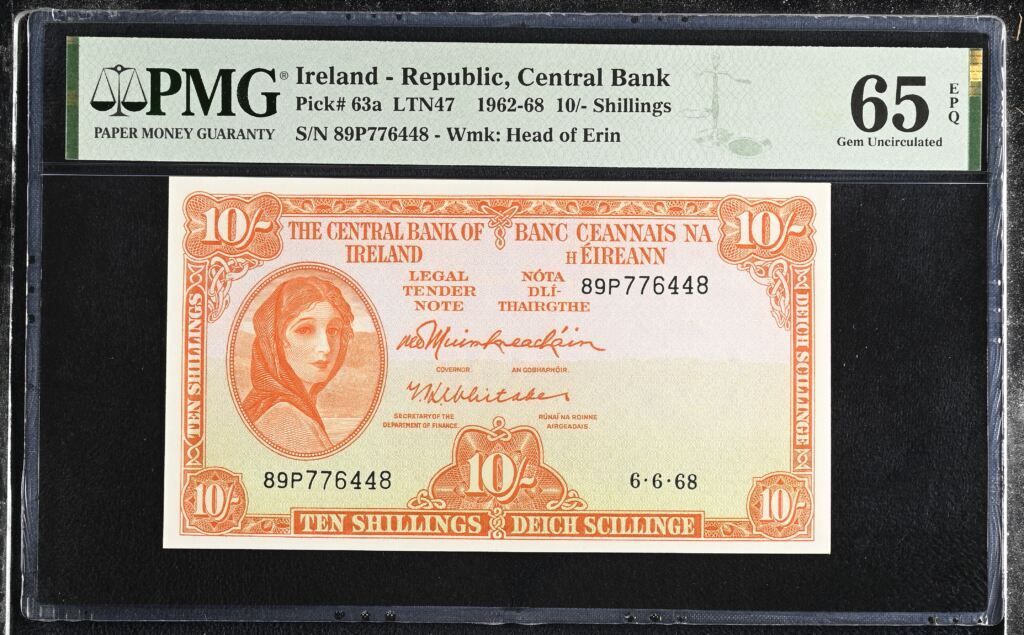 PMG®
PAPER MONEY GUARANTY
Ireland - Republic, Central Bank
Pick# 63a LTN47 1962-68 10/- Shillings
S/N 89P776448 - Wmk: Head of Erin
65
EPQ
Gem Uncirculated
10/-
THE CENTRAL BANK OF IRELAND
BANC CEANNAIS NA H ÉIREANN
10/-
LEGAL
TENDER
NOTE
NÓTA
DLÍ-
THAIRGTHE
89P776448
TEN SHILLINGS
DEICH SCILLINGE
GOVERNOR.
AN GOBHARNÓIR.
T.K. Whitaker
SECRETARY OF THE
DEPARTMENT OF FINANCE.
RÚNAÍ NA ROINNE
AIRGEADAIS.
89P776448
10/-
6·6·68
10/-
TEN SHILLINGS
DEICH SCILLINGE
10/-